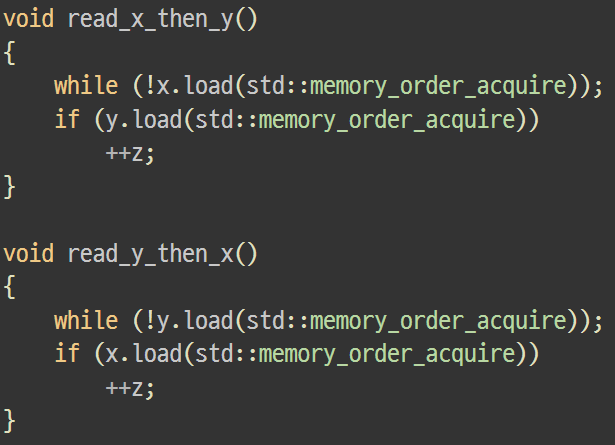 void read_x_then_y()
{
    while (!x.load(std::memory_order_acquire));
    if (y.load(std::memory_order_acquire))
        ++z;
}

void read_y_then_x()
{
    while (!y.load(std::memory_order_acquire));
    if (x.load(std::memory_order_acquire))
        ++z;
}